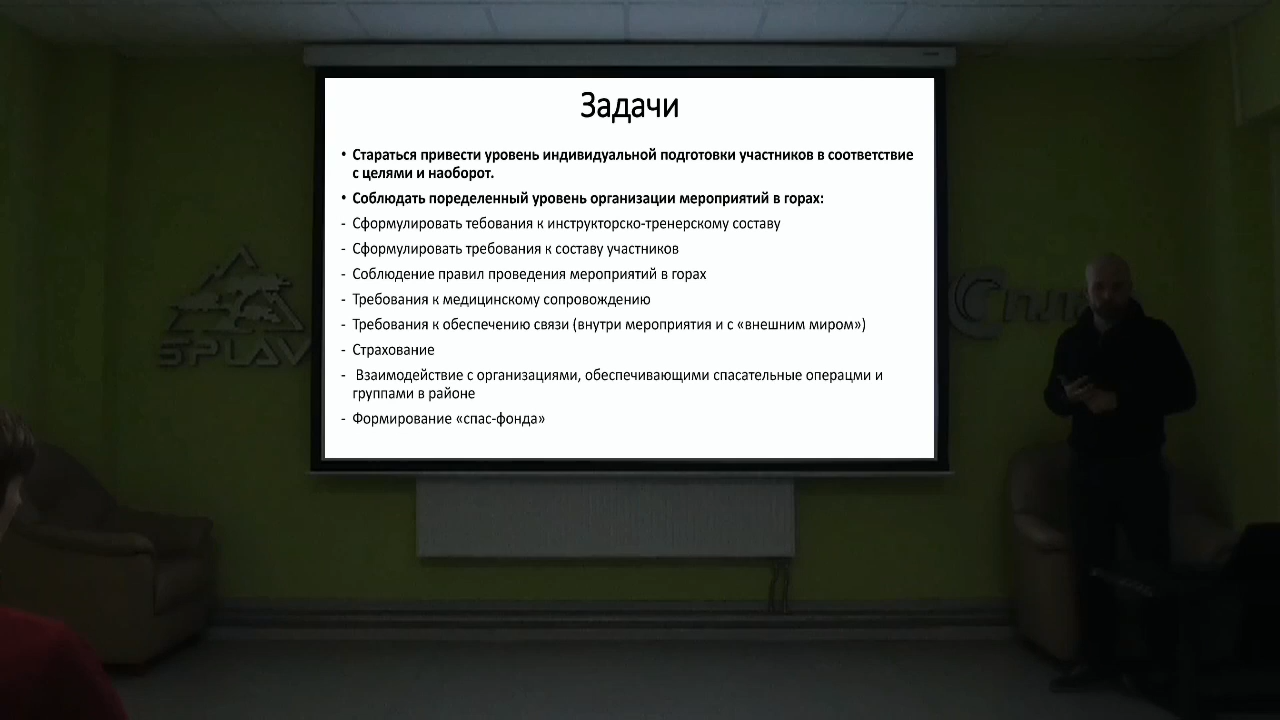 Задачи
• Стараться привести уровень индивидуальной подготовки участников в соответствие
с целями и наоборот.
• Соблюдать поределенный уровень организации мероприятий в горах:
- Сформулировать тебования к инструкторско-тренерскому составу
- Сформулировать требования к составу участников
- Соблюдение правил проведения мероприятий в горах
- Требования к медицинскому сопровождению
- Требования к обеспечению связи (внутри мероприятия и с «внешним миром»)
- Страхование
- Взаимодействие с организациями, обеспечивающими спасательные операцми и
группами в районе
- Формирование «спас-фонда»
SPLAV